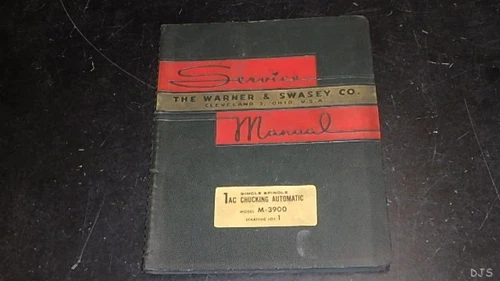 Service
THE WARNER & SWASEY CO.
CLEVELAND 3, OHIO, U.S.A.
Manual
SINGLE SPINDLE
1AC CHUCKING AUTOMATIC
MODEL M-3900
STARTING LOT 1
DJS